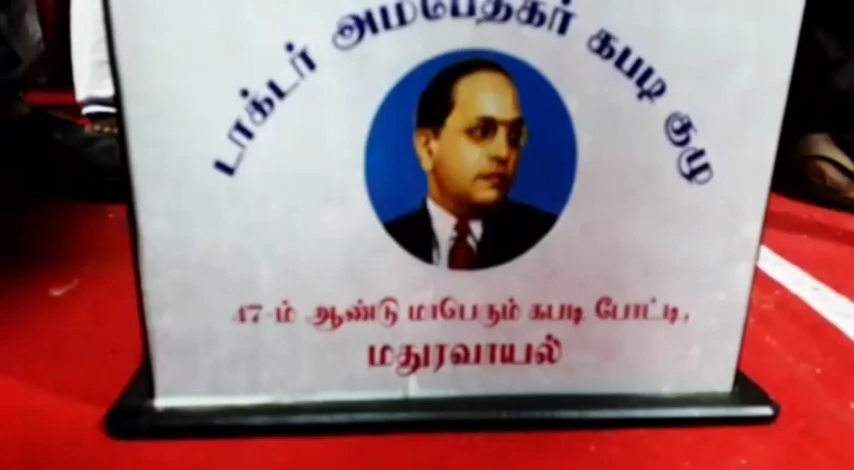 டாக்டர் அம்பேத்கர் கபடி குழு
47-ம் ஆண்டு மாபெரும் கபடி போட்டி,
மதுரவாயல்